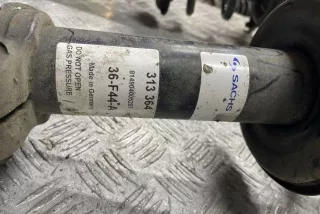 SACHS
313 364
36-F44-A
Made in Germany
DO NOT OPEN
GAS PRESSURE